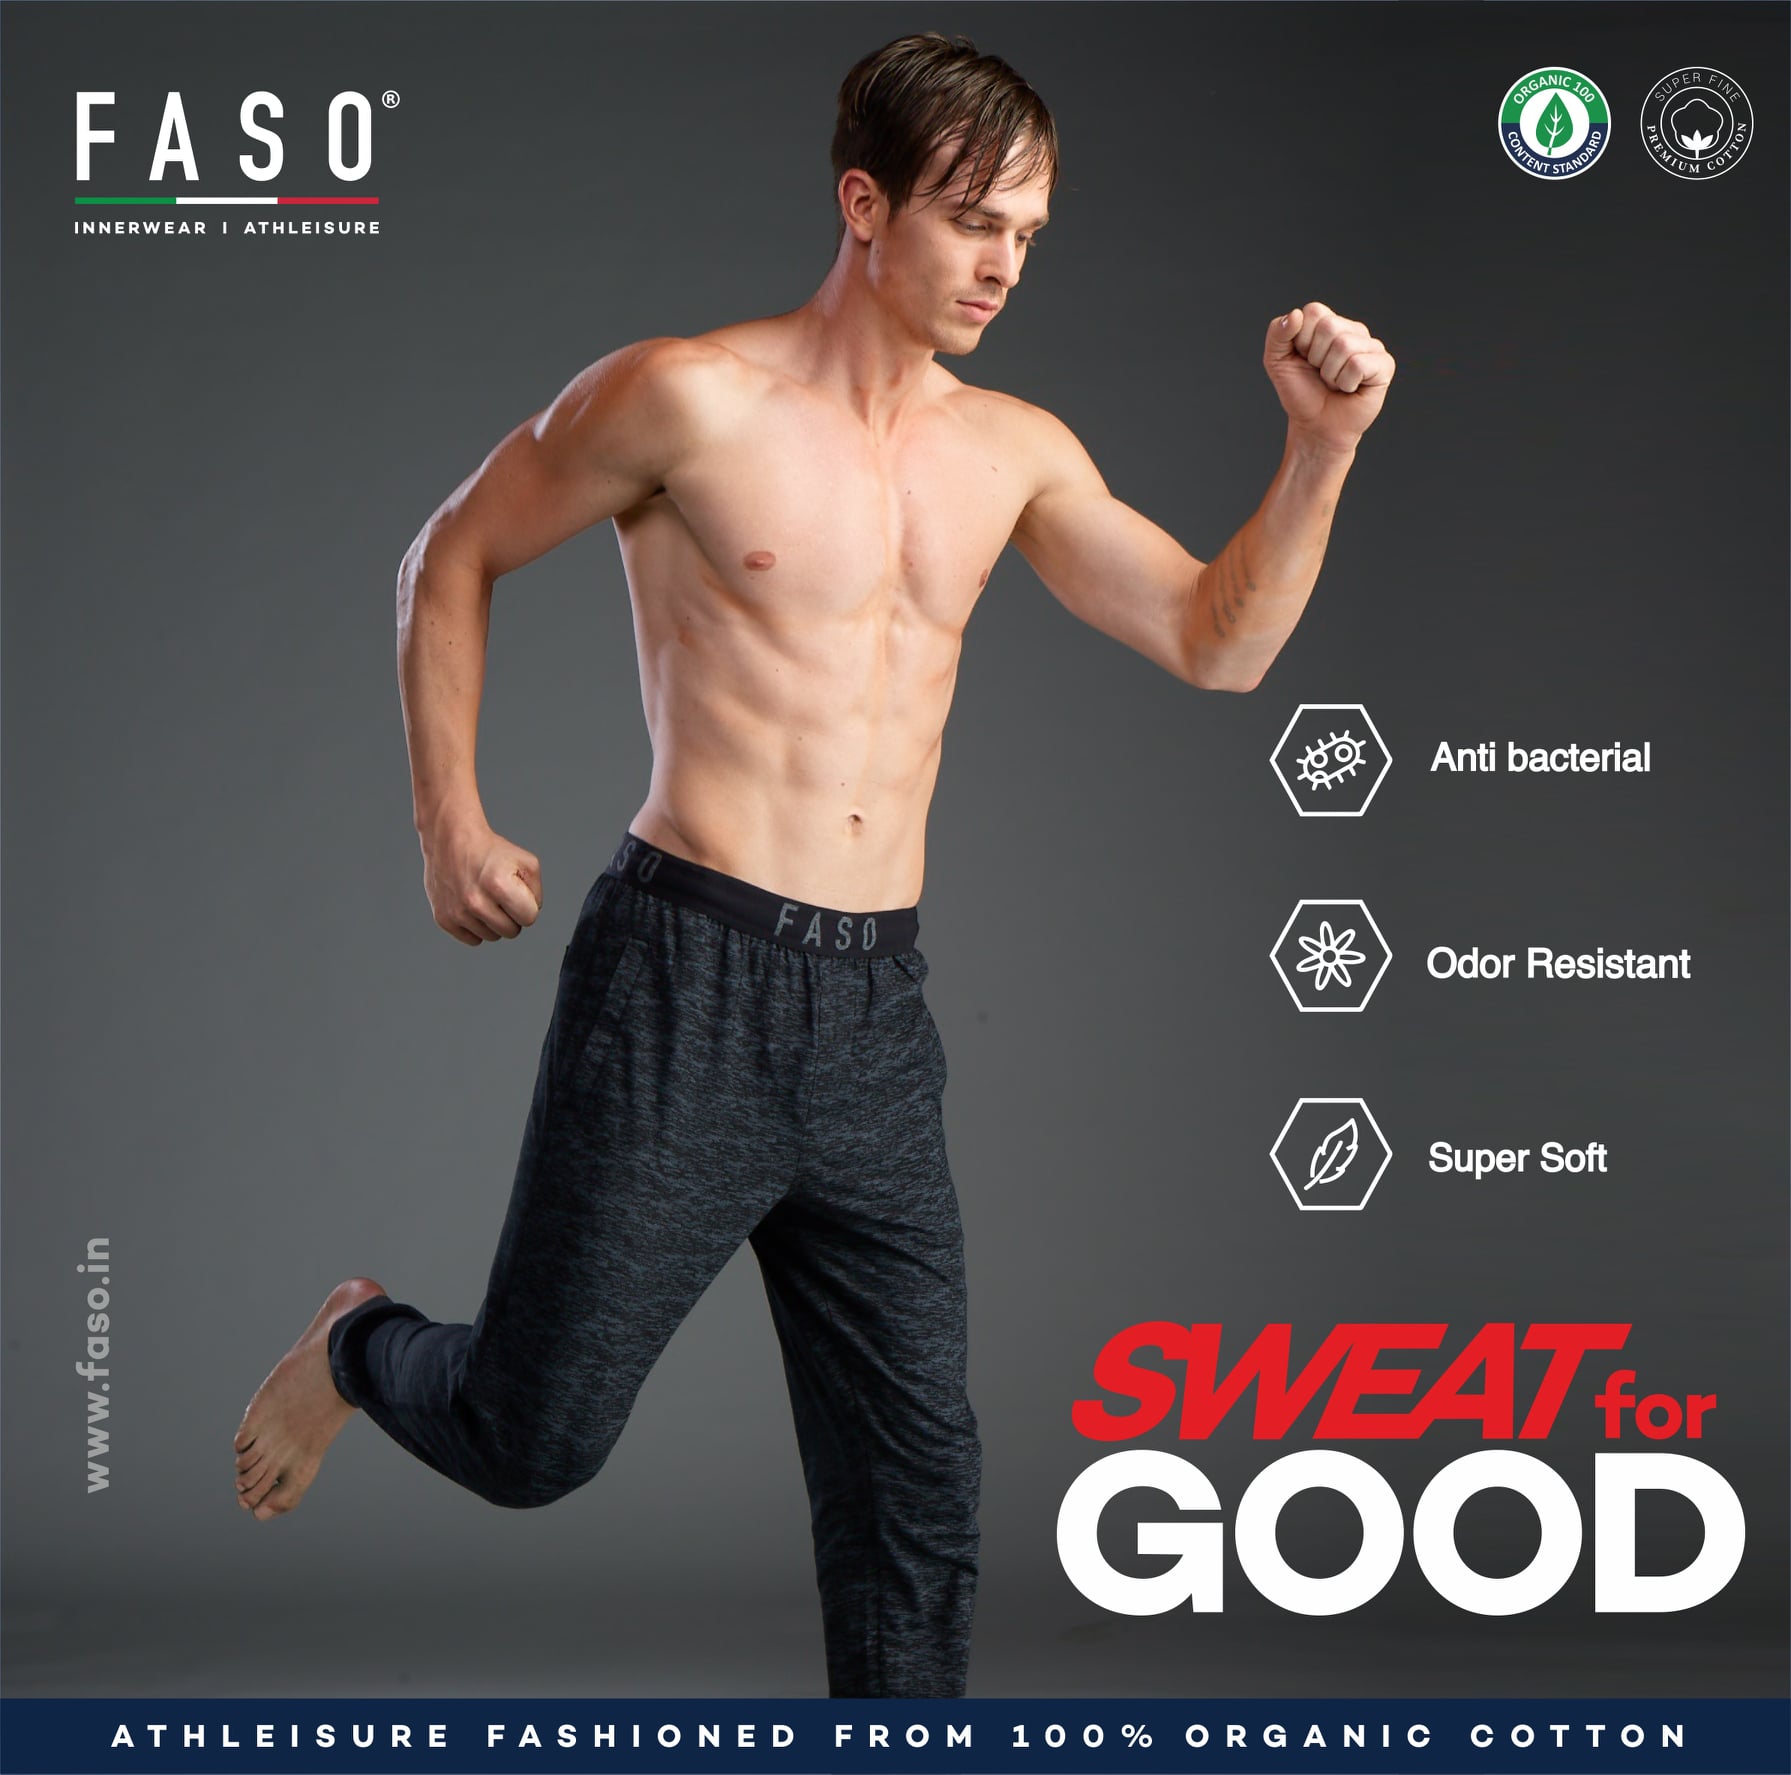 FASO®
INNERWEAR | ATHLEISURE
ORGANIC 100
CONTENT STANDARD
SUPER FINE
PREMIUM COTTON
Anti bacterial
Odor Resistant
Super Soft
SO
FASO
www.faso.in
SWEAT for
GOOD
ATHLEISURE FASHIONED FROM 100% ORGANIC COTTON